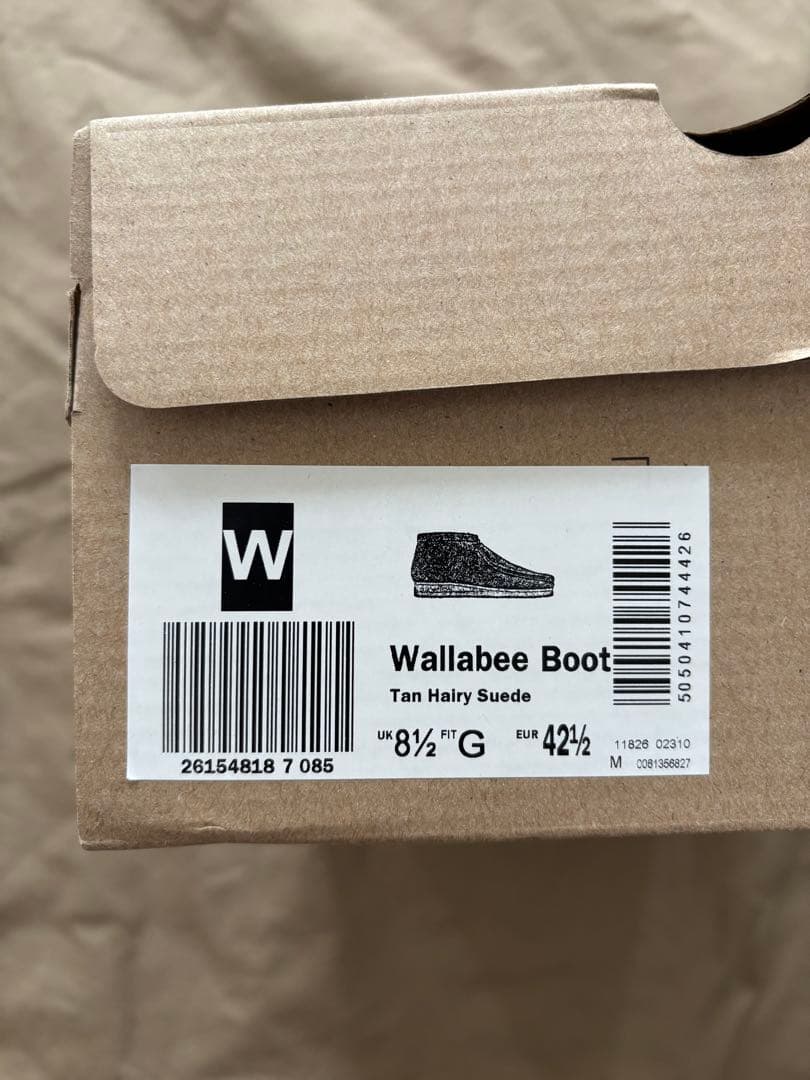 W
Wallabee Boot
Tan Hairy Suede
UK 8½ FIT G EUR 42½
26154818 7 085
5050410744426
11826 02310
M 0081356827